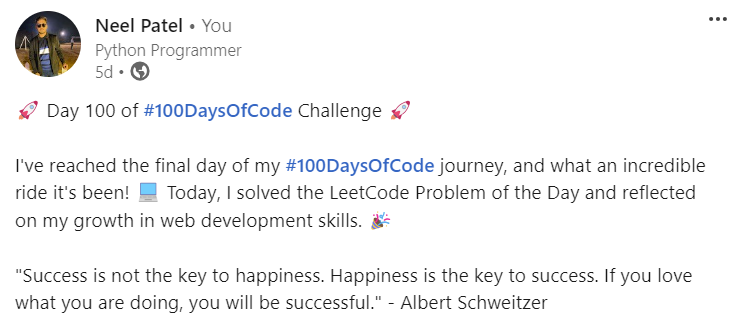 Neel Patel • You
Python Programmer
5d •
🚀 Day 100 of #100DaysOfCode Challenge 🚀
I've reached the final day of my #100DaysOfCode journey, and what an incredible
ride it's been! 💻 Today, I solved the LeetCode Problem of the Day and reflected
on my growth in web development skills. 🎉
"Success is not the key to happiness. Happiness is the key to success. If you love
what you are doing, you will be successful." - Albert Schweitzer